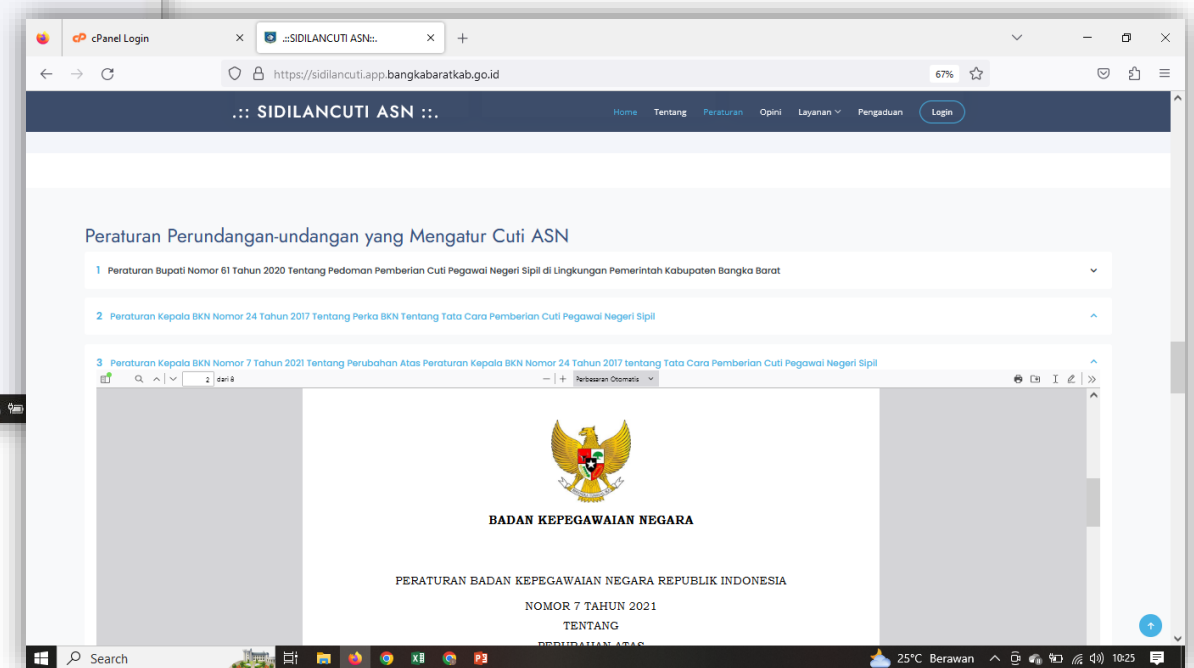 cPanel Login
.::SIDILANCUTI ASN::.
https://sidilancuti.app.bangkabaratkab.go.id
67%
.:: SIDILANCUTI ASN ::.
Home Tentang Peraturan Opini Layanan Pengaduan Login
Peraturan Perundangan-undangan yang Mengatur Cuti ASN
1 Peraturan Bupati Nomor 61 Tahun 2020 Tentang Pedoman Pemberian Cuti Pegawai Negeri Sipil di Lingkungan Pemerintah Kabupaten Bangka Barat
2 Peraturan Kepala BKN Nomor 24 Tahun 2017 Tentang Perka BKN Tentang Tata Cara Pemberian Cuti Pegawai Negeri Sipil
3 Peraturan Kepala BKN Nomor 7 Tahun 2021 Tentang Perubahan Atas Peraturan Kepala BKN Nomor 24 Tahun 2017 tentang Tata Cara Pemberian Cuti Pegawai Negeri Sipil
2 dari 8 Perbesaran Otomatis
BADAN KEPEGAWAIAN NEGARA
PERATURAN BADAN KEPEGAWAIAN NEGARA REPUBLIK INDONESIA
NOMOR 7 TAHUN 2021
TENTANG
PERUBAHAN ATAS
Search
25°C Berawan 10:25